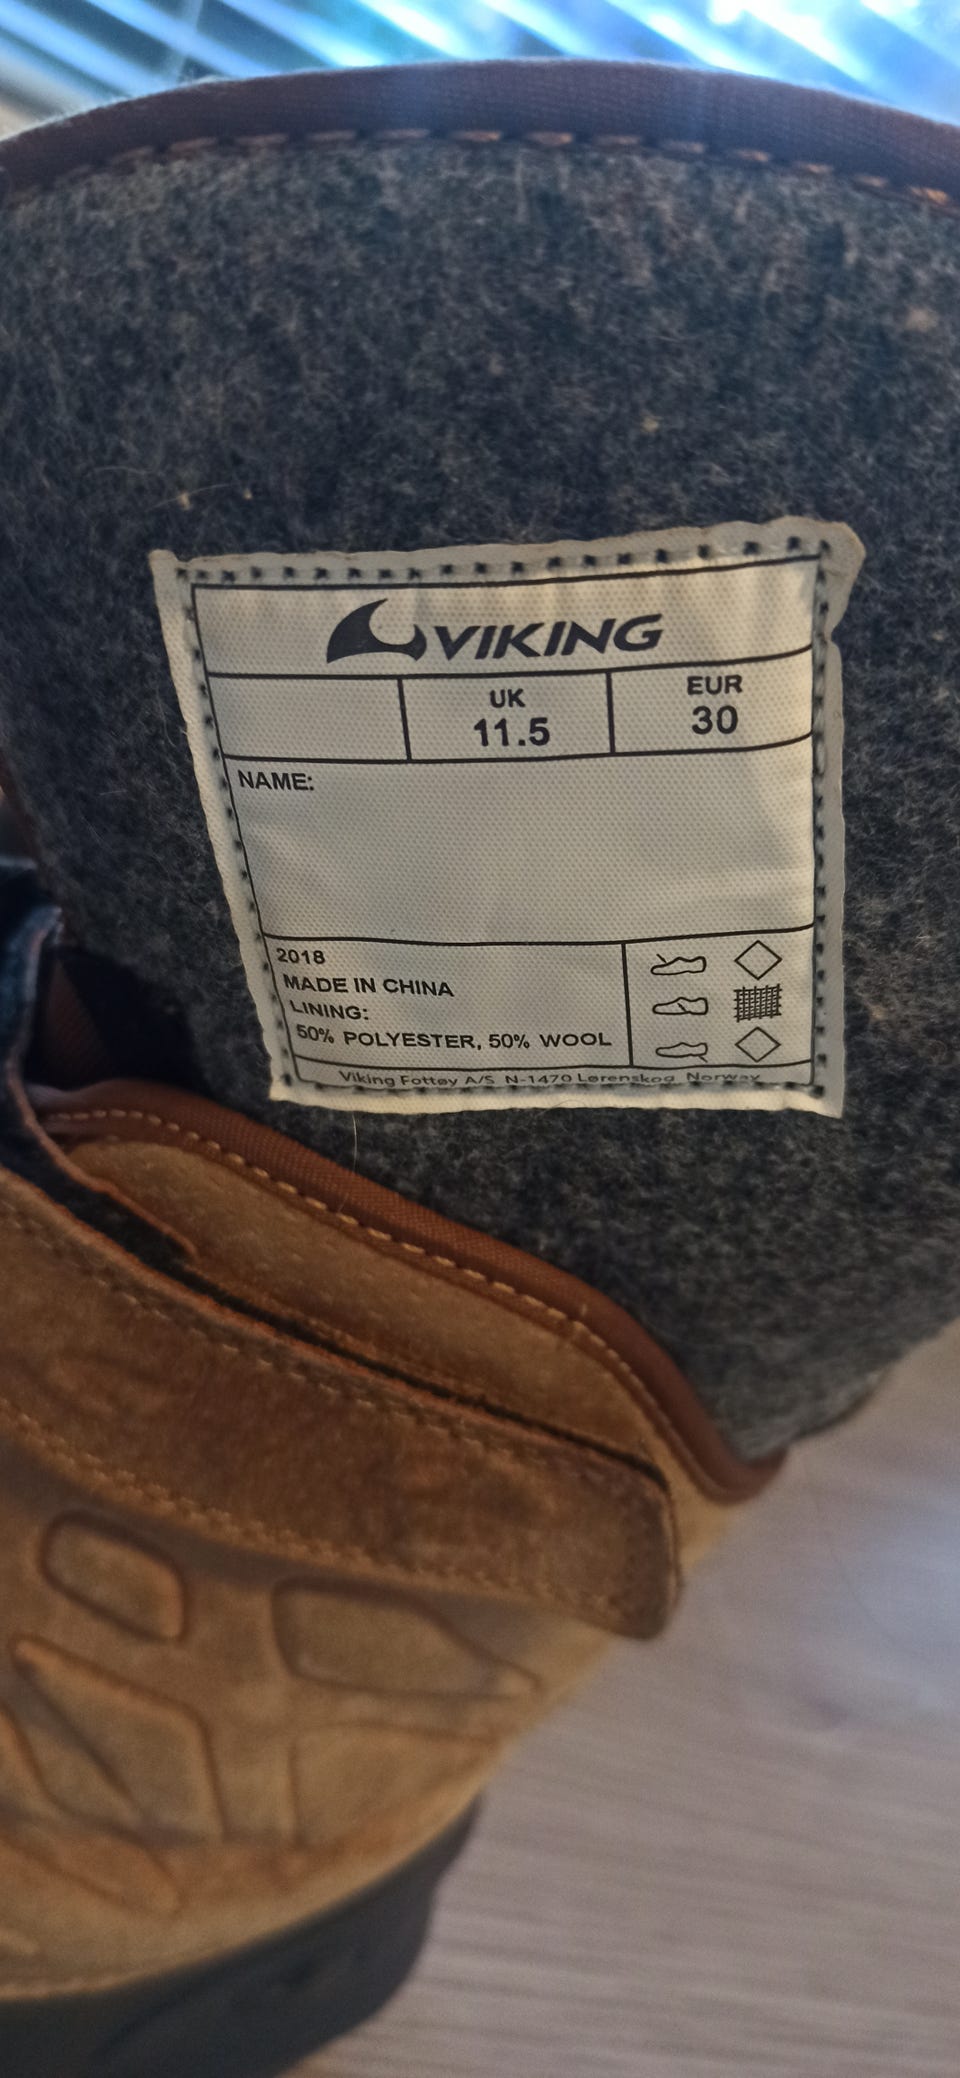 VIKING
UK EUR
11.5 30
NAME:
2018
MADE IN CHINA
LINING:
50% POLYESTER, 50% WOOL
Viking Fottøy A/S N-1470 Lørenskog Norway